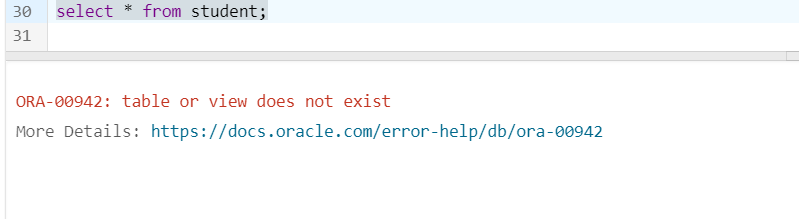 30 select * from student;
31
ORA-00942: table or view does not exist
More Details: https://docs.oracle.com/error-help/db/ora-00942